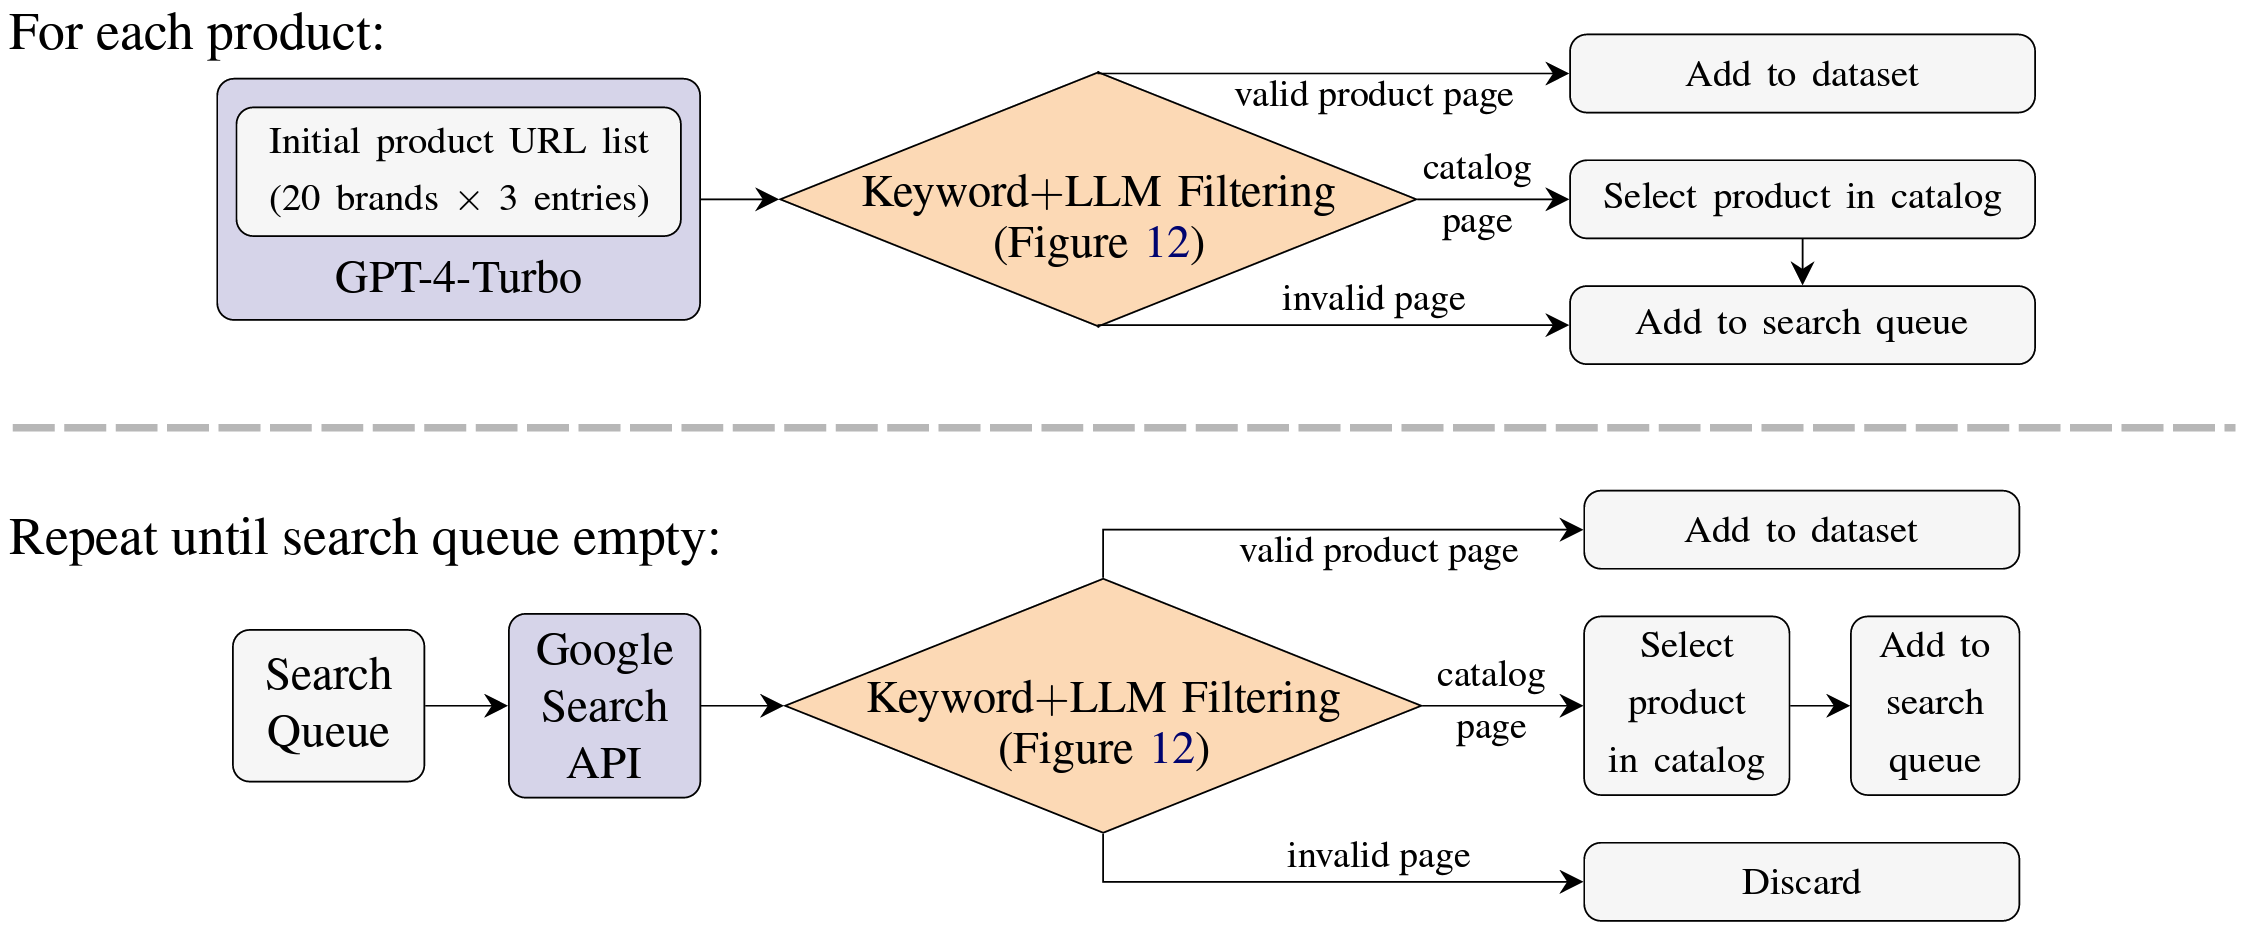 For each product:
Initial product URL list
(20 brands × 3 entries)
GPT-4-Turbo
Keyword+LLM Filtering
(Figure 12)
valid product page
catalog
page
invalid page
Add to dataset
Select product in catalog
Add to search queue
Repeat until search queue empty:
Search
Queue
Google
Search
API
Keyword+LLM Filtering
(Figure 12)
valid product page
catalog
page
invalid page
Add to dataset
Select
product
in catalog
Add to
search
queue
Discard